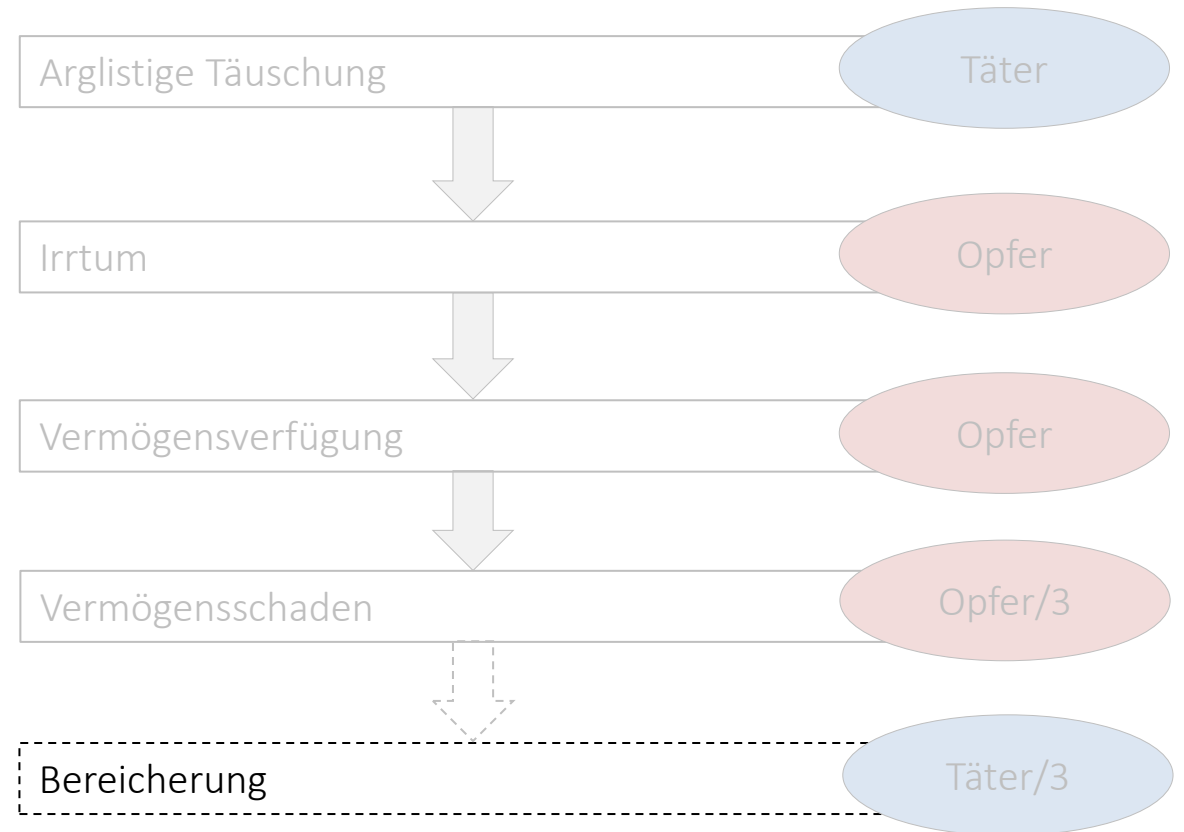 Arglistige Täuschung
Täter
Irrtum
Opfer
Vermögensverfügung
Opfer
Vermögensschaden
Opfer/3
Bereicherung
Täter/3